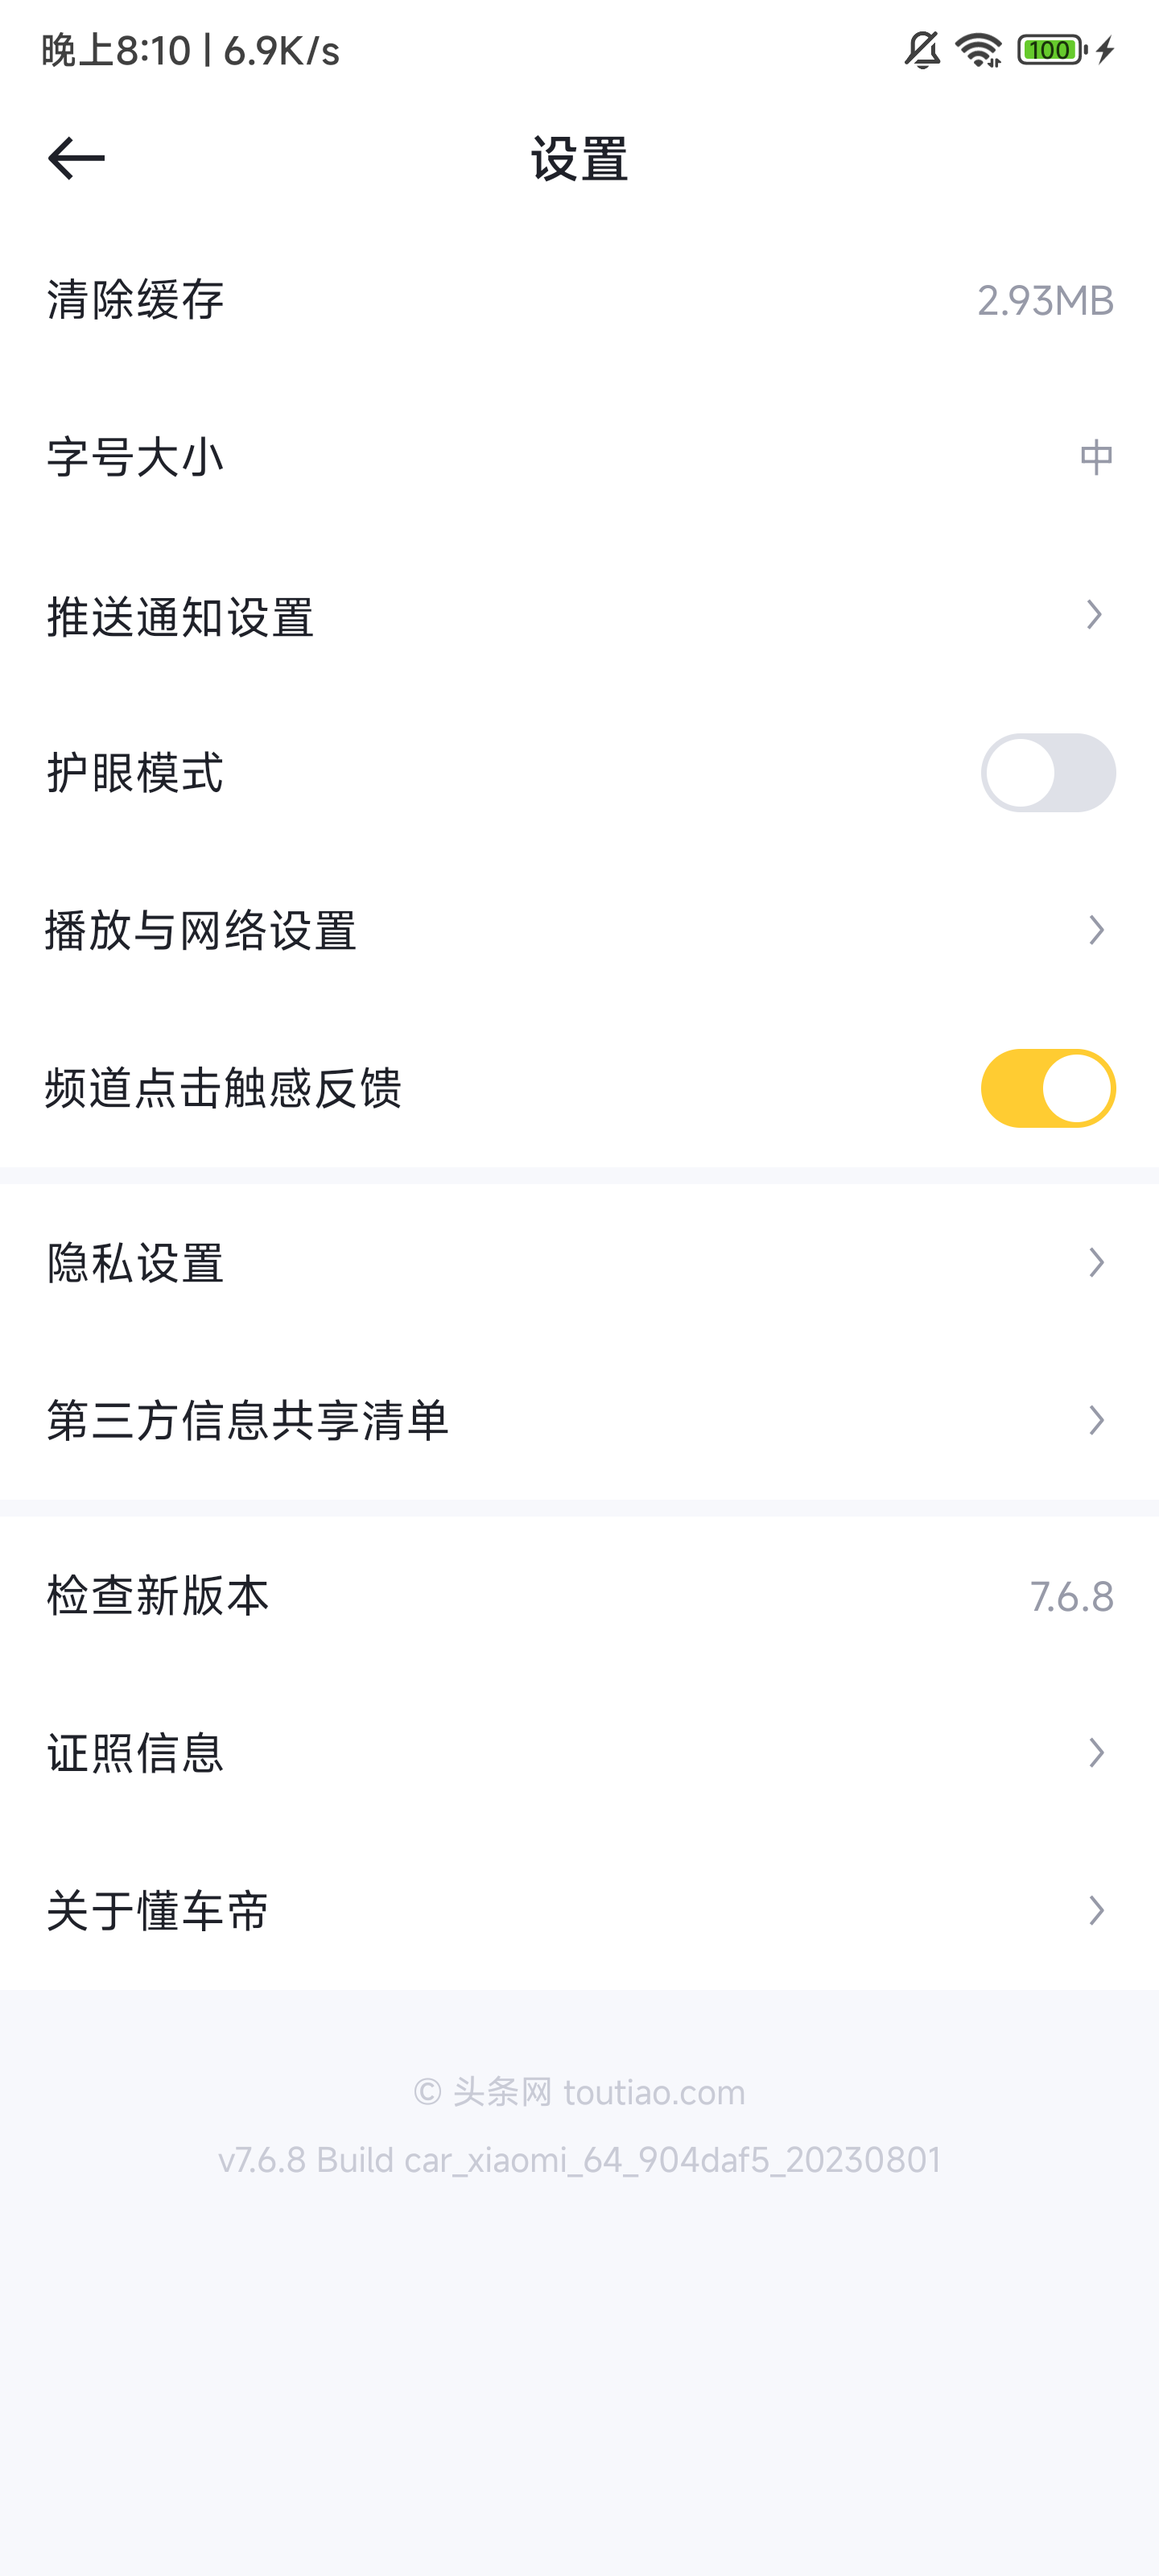 晚上8:10 | 6.9K/s
100
设置
清除缓存 2.93MB
字号大小 中
推送通知设置
护眼模式
播放与网络设置
频道点击触感反馈
隐私设置
第三方信息共享清单
检查新版本 7.6.8
证照信息
关于懂车帝
© 头条网 toutiao.com
v7.6.8 Build car_xiaomi_64_904daf5_20230801